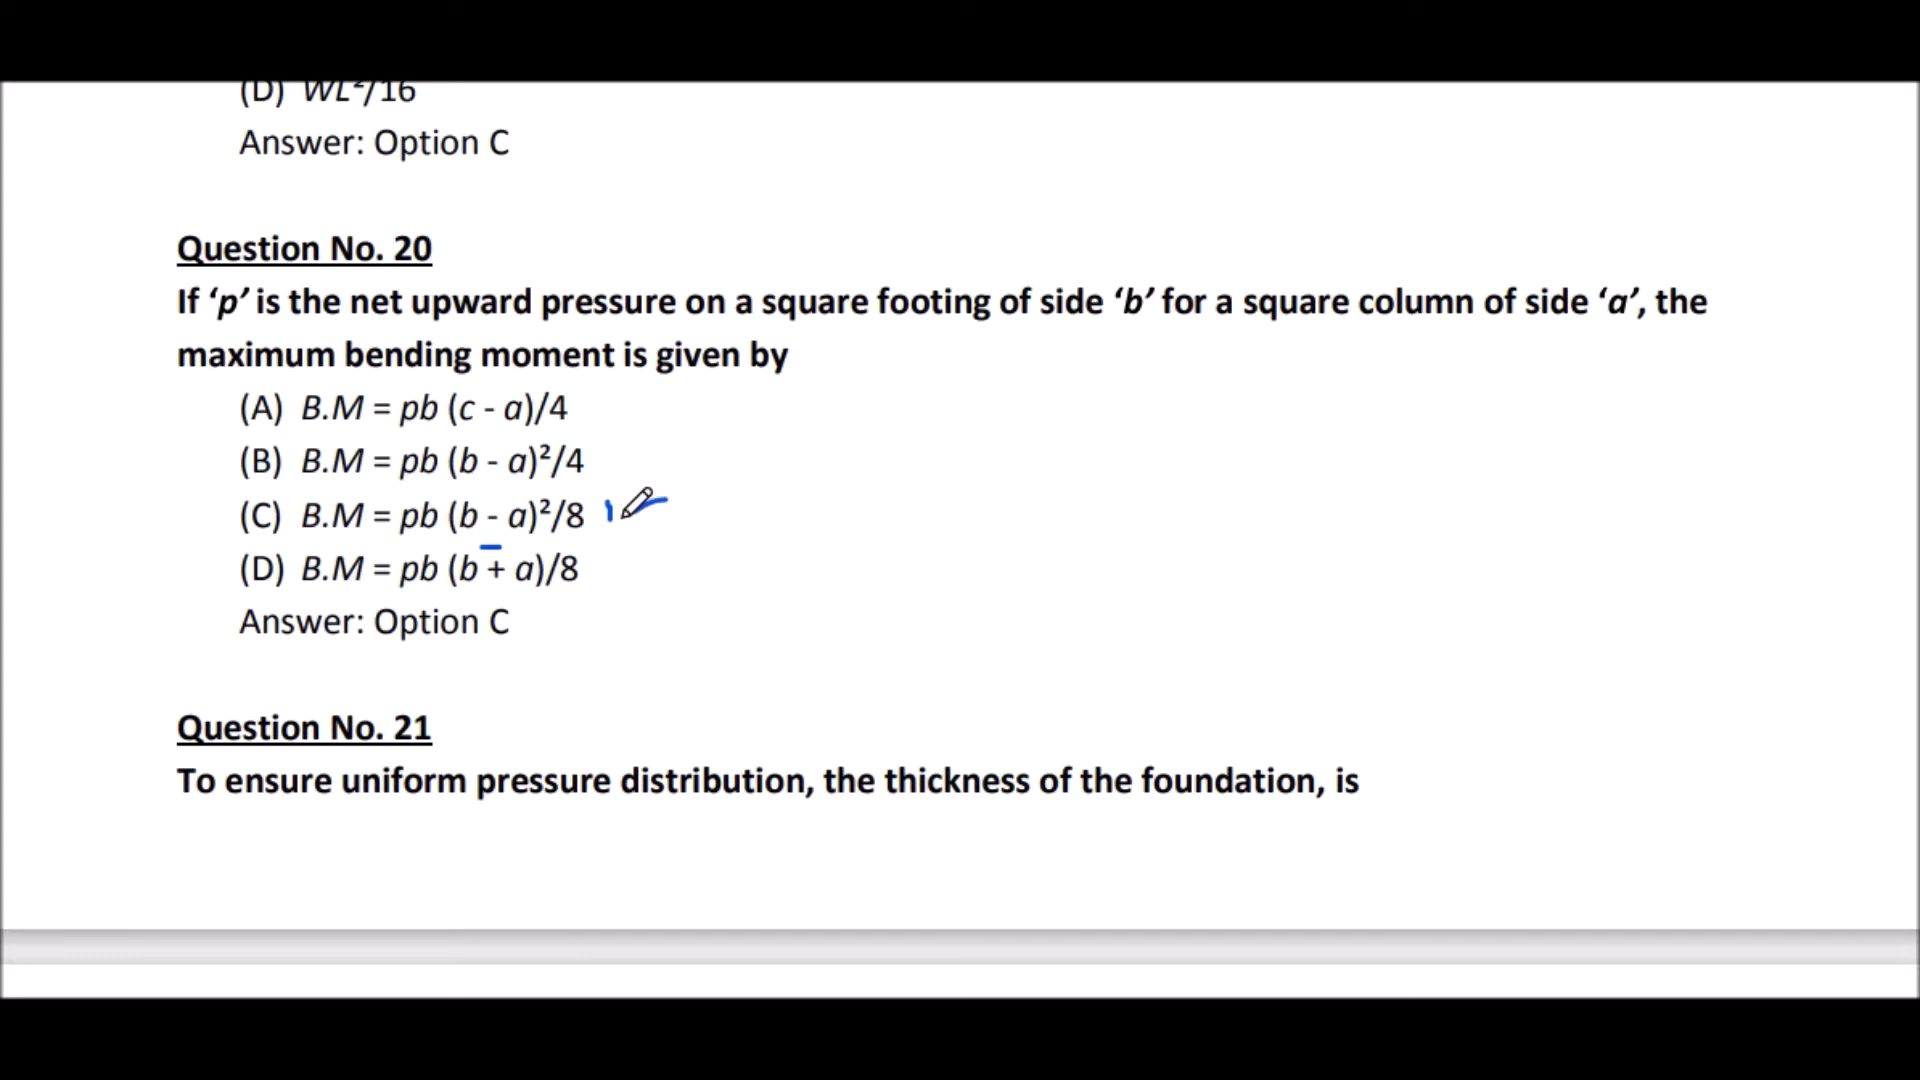 (D) WL²/16
Answer: Option C
Question No. 20
If ‘p’ is the net upward pressure on a square footing of side ‘b’ for a square column of side ‘a’, the
maximum bending moment is given by
(A) B.M = pb (c - a)/4
(B) B.M = pb (b - a)²/4
(C) B.M = pb (b - a)²/8
(D) B.M = pb (b + a)/8
Answer: Option C
Question No. 21
To ensure uniform pressure distribution, the thickness of the foundation, is